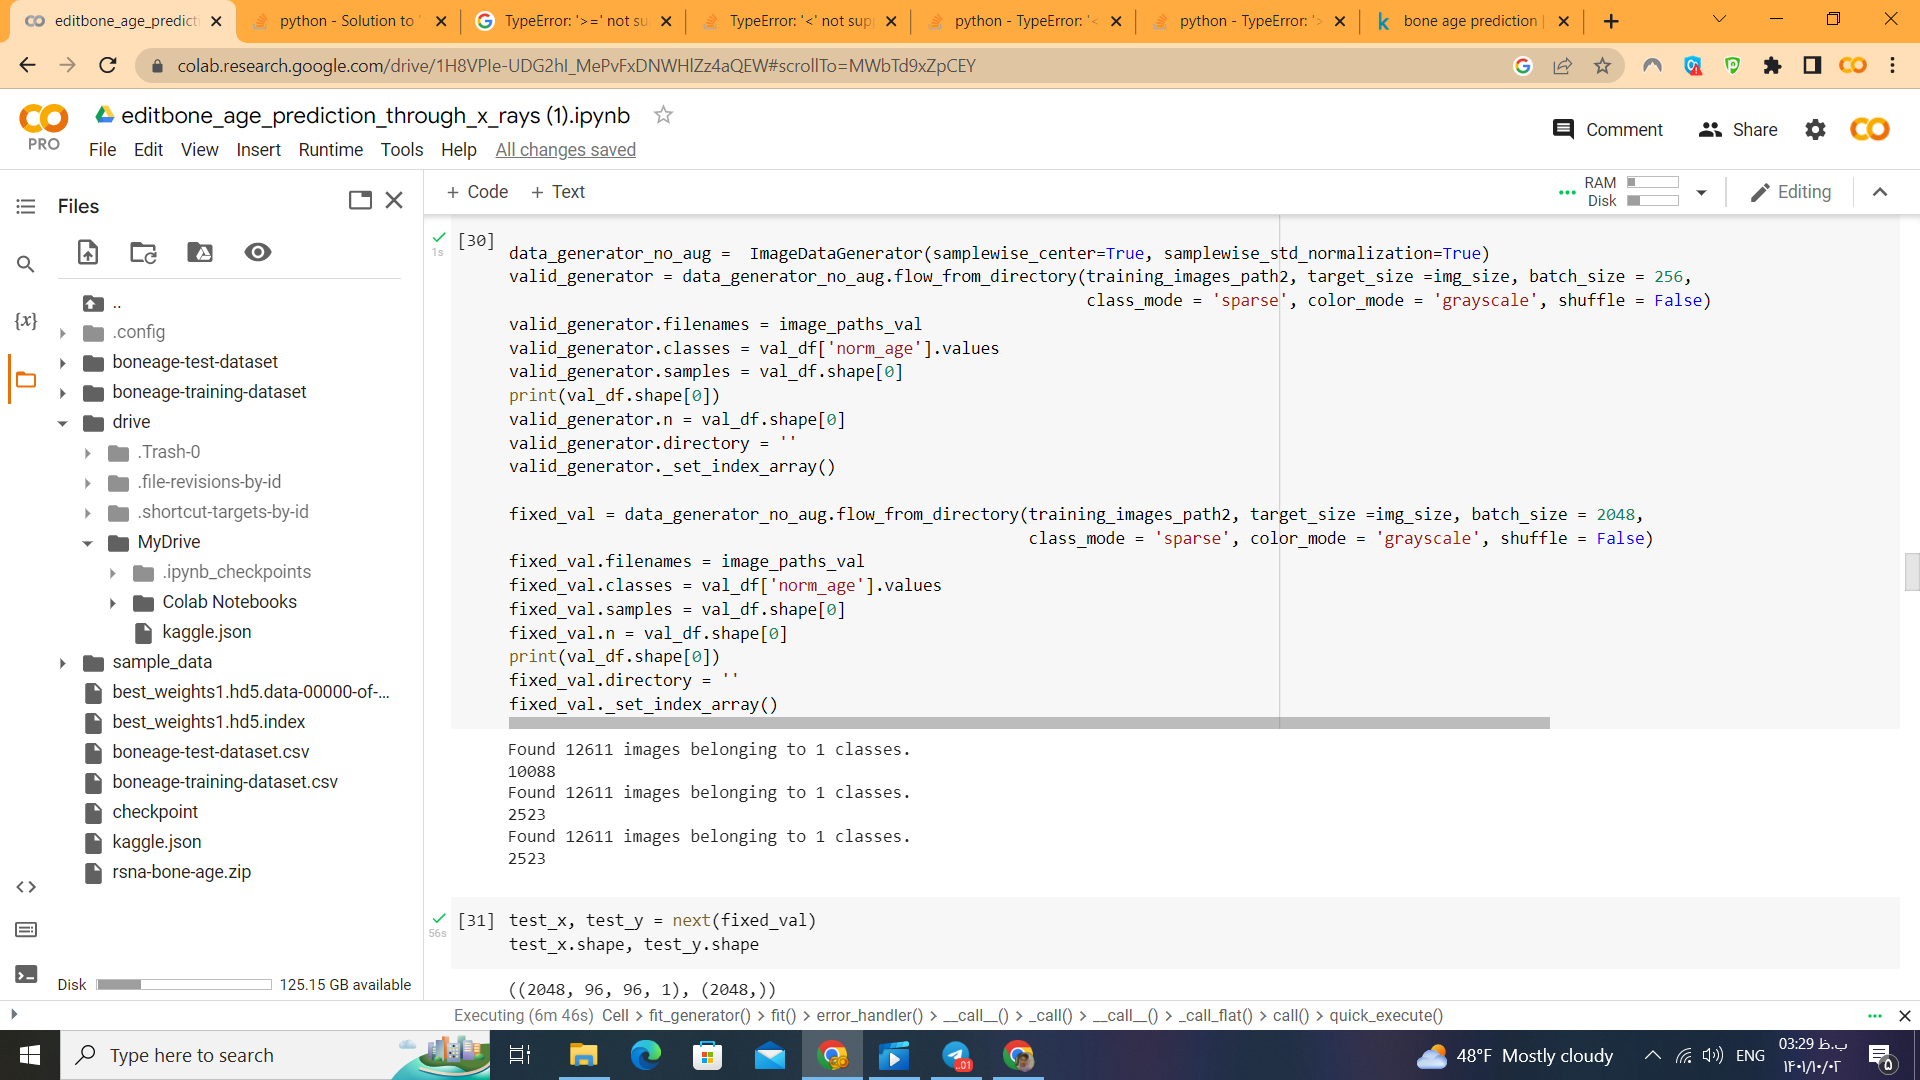 editbone_age_predicti
python - Solution to
TypeError: '>=' not su
TypeError: '<' not sup
python - TypeError: '<
python - TypeError: '>
bone age prediction |
colab.research.google.com/drive/1H8VPIe-UDG2hI_MePvFxDNWHlZz4aQEW#scrollTo=MWbTd9xZpCEY
PRO
editbone_age_prediction_through_x_rays (1).ipynb
File Edit View Insert Runtime Tools Help All changes saved
Comment
Share
Files
+ Code + Text
RAM
Disk
Editing
..
.config
boneage-test-dataset
boneage-training-dataset
drive
.Trash-0
.file-revisions-by-id
.shortcut-targets-by-id
MyDrive
.ipynb_checkpoints
Colab Notebooks
kaggle.json
sample_data
best_weights1.hd5.data-00000-of-...
best_weights1.hd5.index
boneage-test-dataset.csv
boneage-training-dataset.csv
checkpoint
kaggle.json
rsna-bone-age.zip
Disk 125.15 GB available
1s
[30]
data_generator_no_aug =  ImageDataGenerator(samplewise_center=True, samplewise_std_normalization=True)
valid_generator = data_generator_no_aug.flow_from_directory(training_images_path2, target_size =img_size, batch_size = 256,
class_mode = 'sparse', color_mode = 'grayscale', shuffle = False)
valid_generator.filenames = image_paths_val
valid_generator.classes = val_df['norm_age'].values
valid_generator.samples = val_df.shape[0]
print(val_df.shape[0])
valid_generator.n = val_df.shape[0]
valid_generator.directory = ''
valid_generator._set_index_array()
fixed_val = data_generator_no_aug.flow_from_directory(training_images_path2, target_size =img_size, batch_size = 2048,
class_mode = 'sparse', color_mode = 'grayscale', shuffle = False)
fixed_val.filenames = image_paths_val
fixed_val.classes = val_df['norm_age'].values
fixed_val.samples = val_df.shape[0]
fixed_val.n = val_df.shape[0]
print(val_df.shape[0])
fixed_val.directory = ''
fixed_val._set_index_array()
Found 12611 images belonging to 1 classes.
10088
Found 12611 images belonging to 1 classes.
2523
Found 12611 images belonging to 1 classes.
2523
56s
[31] test_x, test_y = next(fixed_val)
test_x.shape, test_y.shape
((2048, 96, 96, 1), (2048,))
Executing (6m 46s) Cell > fit_generator() > fit() > error_handler() > __call__() > _call() > __call__() > _call_flat() > call() > quick_execute()
Type here to search
48°F Mostly cloudy
ENG
03:29 ب.ظ
۱۴۰۱/۱۰/۰۲